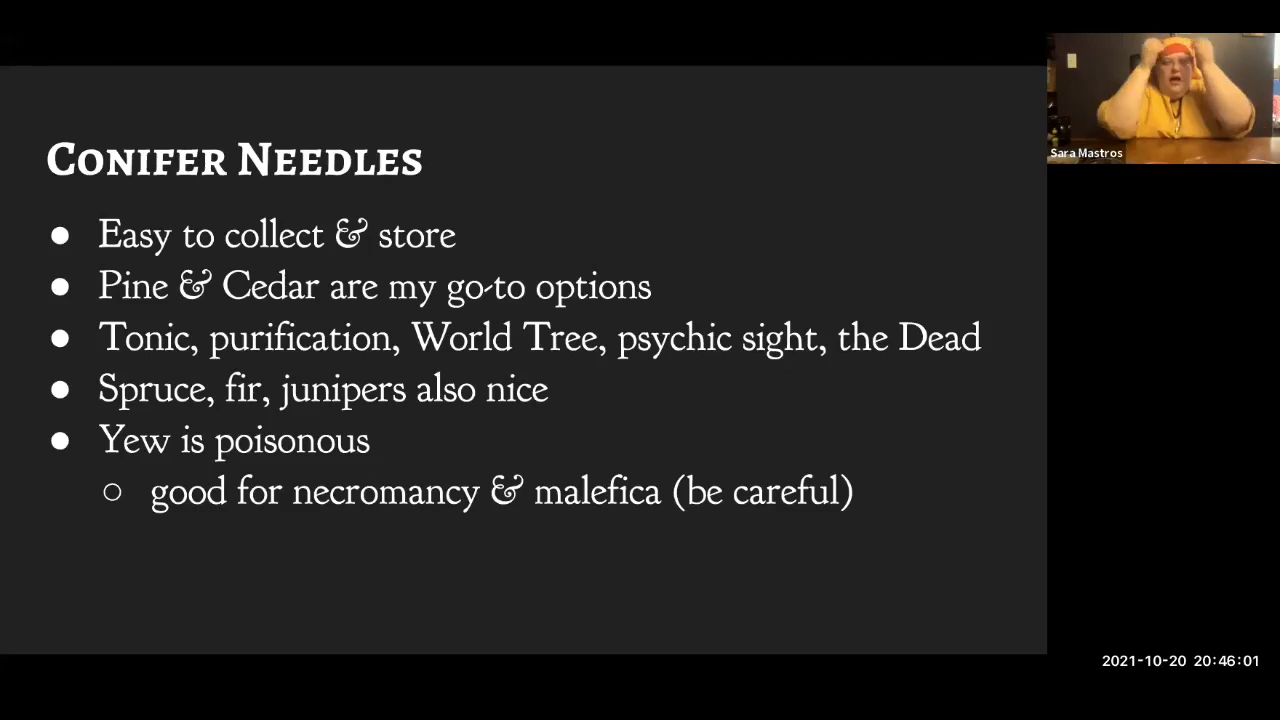 Conifer Needles
● Easy to collect & store
● Pine & Cedar are my go-to options
● Tonic, purification, World Tree, psychic sight, the Dead
● Spruce, fir, junipers also nice
● Yew is poisonous
○ good for necromancy & malefica (be careful)
Sara Mastros
2021-10-20 20:46:01